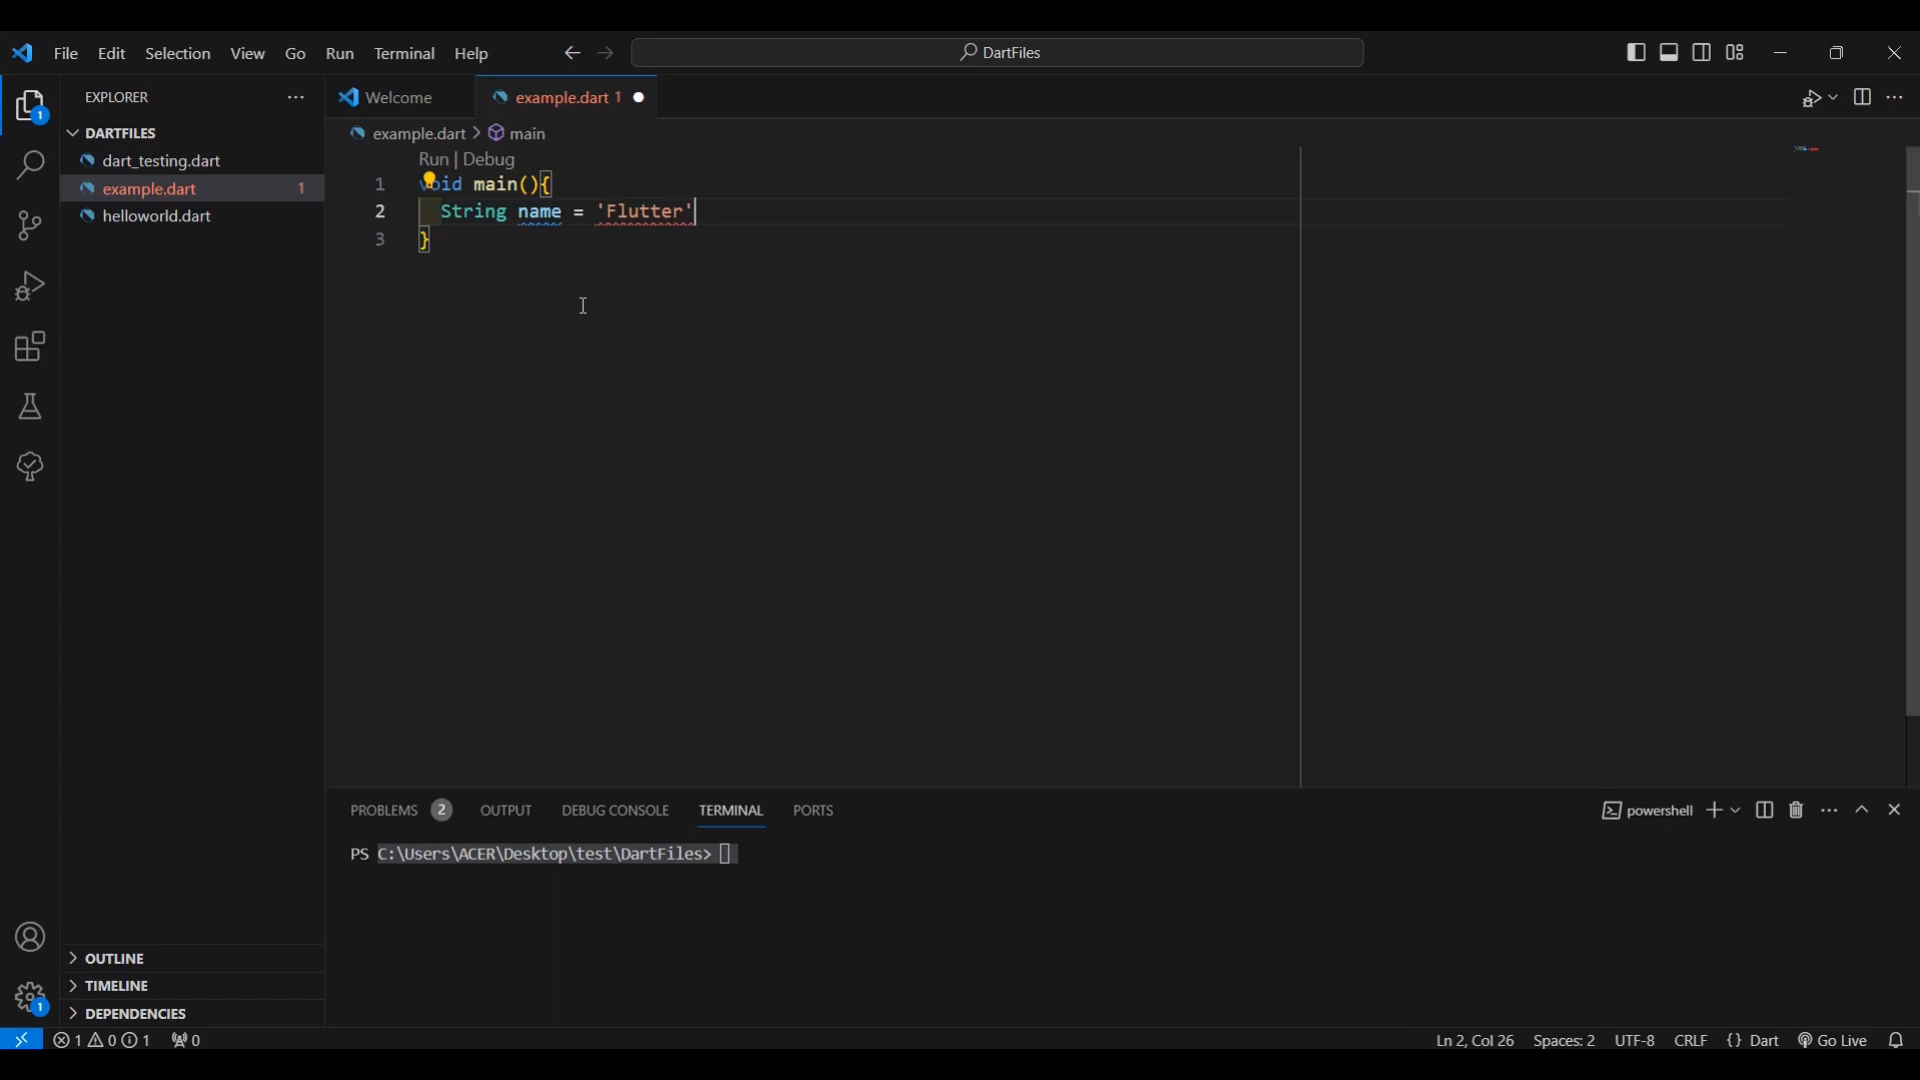 File Edit Selection View Go Run Terminal Help DartFiles
EXPLORER
DARTFILES
dart_testing.dart
example.dart 1
helloworld.dart
OUTLINE
TIMELINE
DEPENDENCIES
Welcome example.dart 1
example.dart > main
Run | Debug
1 void main(){
2 String name = 'Flutter'
3 }
PROBLEMS 2 OUTPUT DEBUG CONSOLE TERMINAL PORTS powershell
PS C:\Users\ACER\Desktop\test\DartFiles>
1 0 1 0 Ln 2, Col 26 Spaces: 2 UTF-8 CRLF {} Dart Go Live
1
1